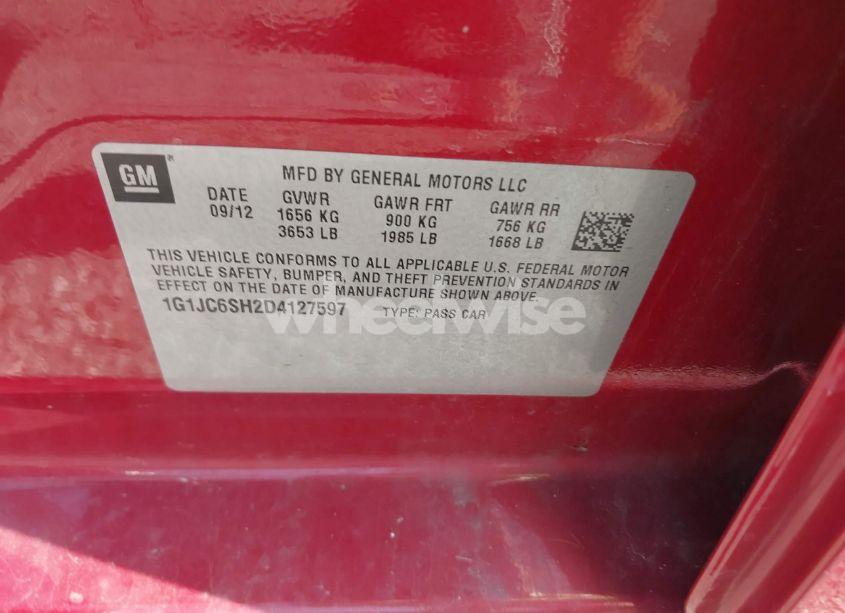 GM
MFD BY GENERAL MOTORS LLC
DATE GVWR GAWR FRT GAWR RR
09/12 1656 KG 900 KG 756 KG
3653 LB 1985 LB 1668 LB
THIS VEHICLE CONFORMS TO ALL APPLICABLE U.S. FEDERAL MOTOR
VEHICLE SAFETY, BUMPER, AND THEFT PREVENTION STANDARDS IN
EFFECT ON THE DATE OF MANUFACTURE SHOWN ABOVE.
1G1JC6SH2D4127597 TYPE: PASS CAR
wheelwise